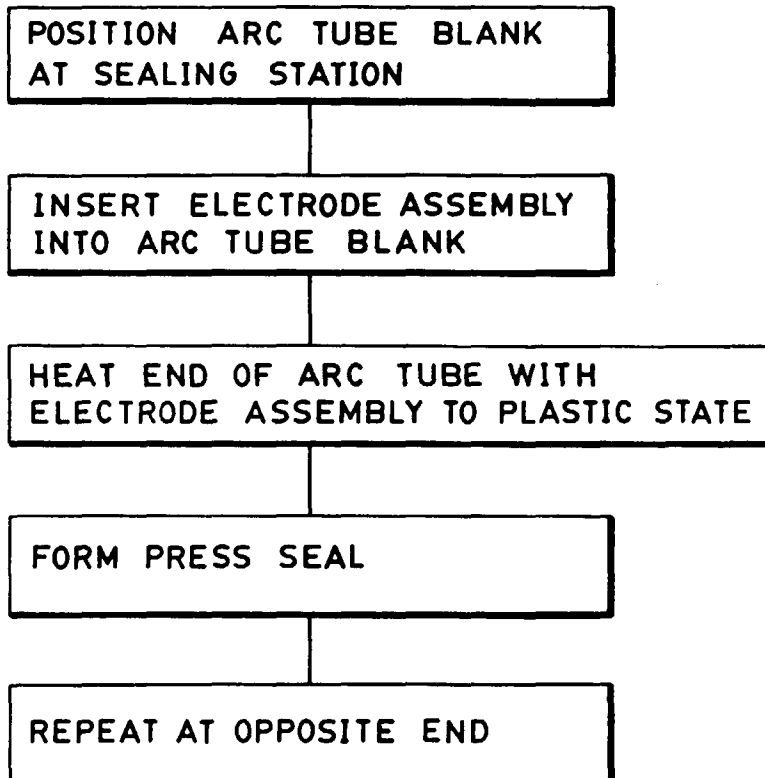 POSITION ARC TUBE BLANK
AT SEALING STATION
INSERT ELECTRODE ASSEMBLY
INTO ARC TUBE BLANK
HEAT END OF ARC TUBE WITH
ELECTRODE ASSEMBLY TO PLASTIC STATE
FORM PRESS SEAL
REPEAT AT OPPOSITE END